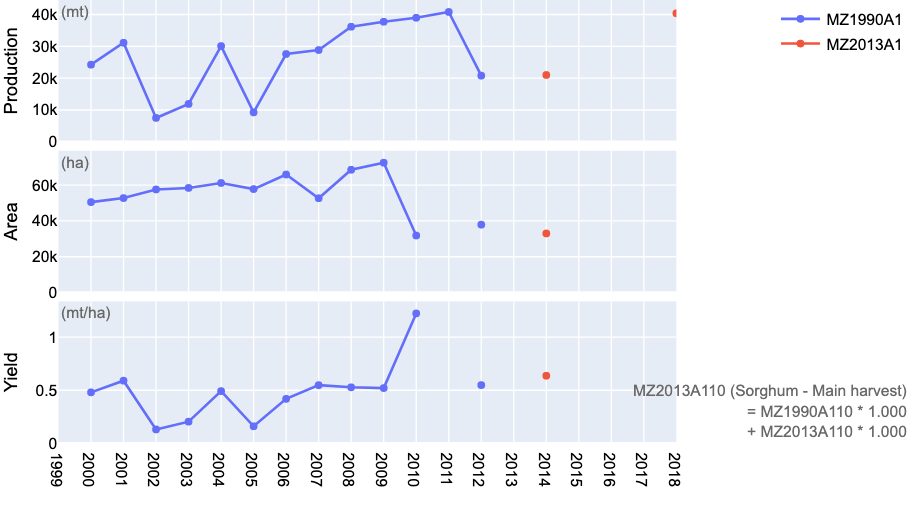 (mt)
40k
30k
20k
10k
0
Production
MZ1990A1
MZ2013A1
(ha)
60k
40k
20k
0
Area
(mt/ha)
1
0.5
0
Yield
MZ2013A110 (Sorghum - Main harvest)
= MZ1990A110 * 1.000
+ MZ2013A110 * 1.000
1999
2000
2001
2002
2003
2004
2005
2006
2007
2008
2009
2010
2011
2012
2013
2014
2015
2016
2017
2018